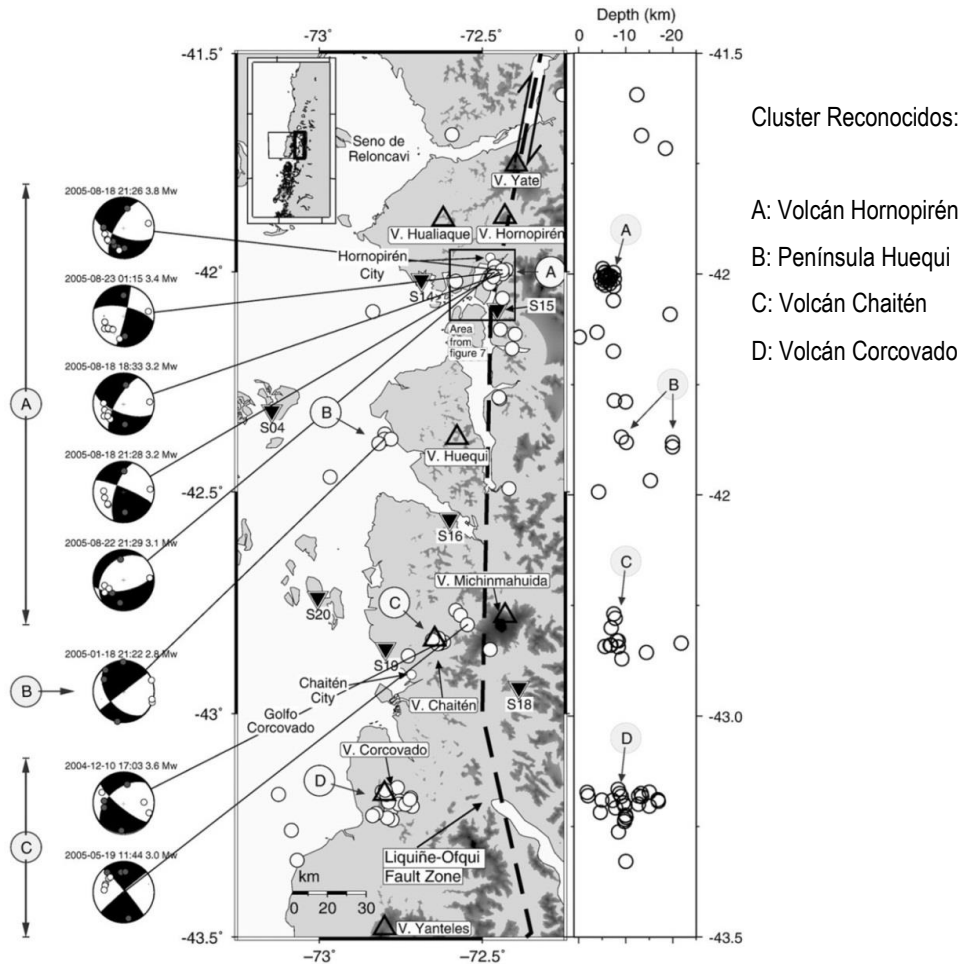 Depth (km)
-73° -72.5° 0 -10 -20
-41.5° -41.5
Cluster Reconocidos:
A: Volcán Hornopirén
B: Península Huequi
C: Volcán Chaitén
D: Volcán Corcovado
Seno de
Reloncavi
V. Yate
V. Hualiaque
V. Hornopirén
Hornopirén
City
-42° -42
S14
S15
A
A
Area
from
figure 7
S04
B
B
V. Huequi
-42.5° -42
S16
V. Michinmahuida
S20
C
C
S19
Chaitén
City
V. Chaitén
S18
Golfo
Corcovado
-43° -43.0
V. Corcovado
D
D
Liquiñe-Ofqui
Fault Zone
km
0 10 20 30
V. Yanteles
-43.5° -43.5
-73° -72.5°
2005-08-18 21:26 3.8 Mw
2005-08-23 01:15 3.4 Mw
2005-08-18 18:33 3.2 Mw
A
2005-08-18 21:28 3.2 Mw
2005-08-22 21:29 3.1 Mw
2005-01-18 21:22 2.8 Mw
B
2004-12-10 17:03 3.6 Mw
C
2005-05-19 11:44 3.0 Mw